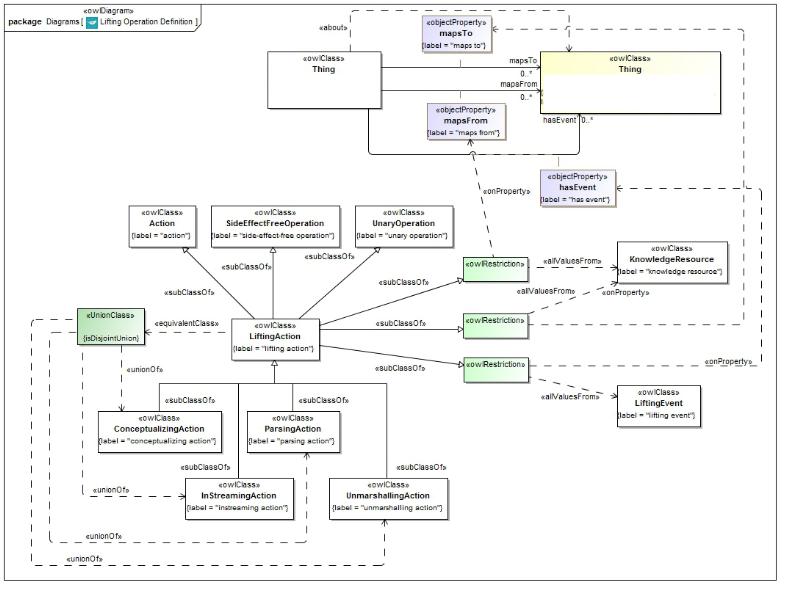 «owlDiagram»
package Diagrams [ Lifting Operation Definition ]
«about»
«objectProperty»
mapsTo
{label = "maps to"}
«owlClass»
Thing
mapsTo
0..*
mapsFrom
0..*
«owlClass»
Thing
«objectProperty»
mapsFrom
{label = "maps from"}
hasEvent 0..*
«objectProperty»
hasEvent
{label = "has event"}
«onProperty»
«owlClass»
Action
{label = "action"}
«owlClass»
SideEffectFreeOperation
{label = "side-effect-free operation"}
«owlClass»
UnaryOperation
{label = "unary operation"}
«subClassOf»
«subClassOf»
«subClassOf»
«owlRestriction»
«allValuesFrom»
«owlClass»
KnowledgeResource
{label = "knowledge resource"}
«subClassOf»
«allValuesFrom»
«onProperty»
«UnionClass»
{isDisjointUnion}
«equivalentClass»
«owlClass»
LiftingAction
{label = "lifting action"}
«subClassOf»
«owlRestriction»
«subClassOf»
«owlRestriction»
«onProperty»
«allValuesFrom»
«owlClass»
LiftingEvent
{label = "lifting event"}
«unionOf»
«subClassOf»
«subClassOf»
«owlClass»
ConceptualizingAction
{label = "conceptualizing action"}
«owlClass»
ParsingAction
{label = "parsing action"}
«subClassOf»
«subClassOf»
«unionOf»
«owlClass»
InStreamingAction
{label = "instreaming action"}
«owlClass»
UnmarshallingAction
{label = "unmarshalling action"}
«unionOf»
«unionOf»